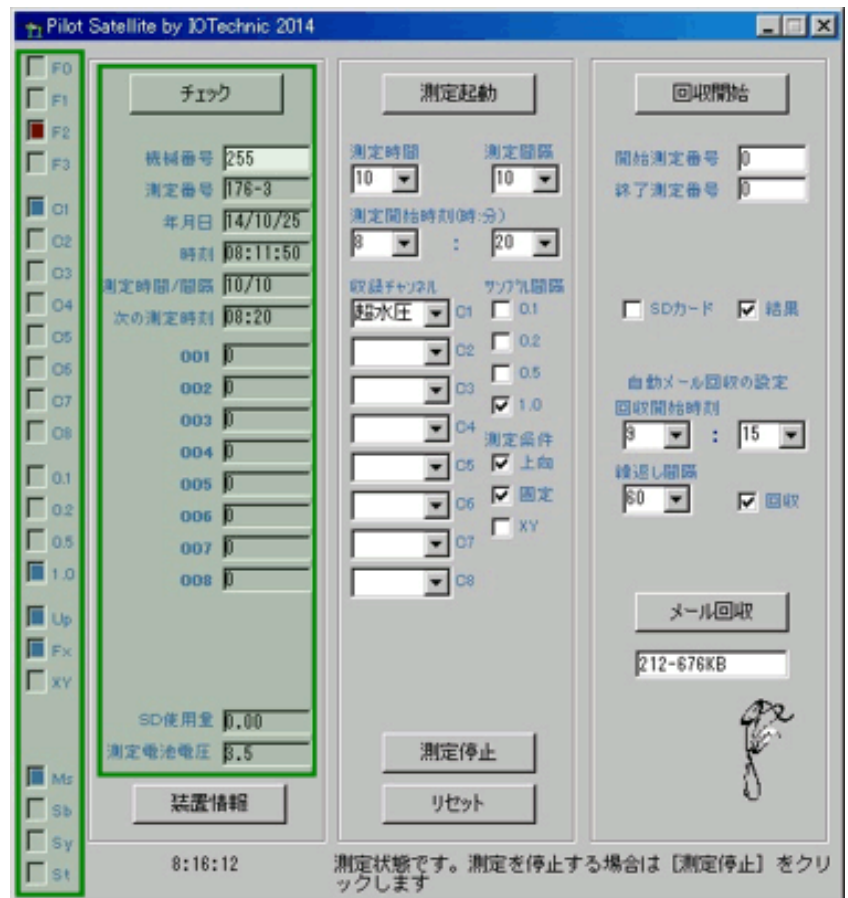 Pilot Satellite by IOTechnic 2014
F0
F1
F2
F3
C1
C2
C3
C4
C5
C6
C7
C8
0.1
0.2
0.5
1.0
Up
Fx
XY
Ms
Sb
Sy
St
チェック
機械番号 255
測定番号 176-3
年月日 14/10/25
時刻 08:11:50
測定時間/間隔 10/10
次の測定時刻 08:20
001 0
002 0
003 0
004 0
005 0
006 0
007 0
008 0
SD使用量 0.00
測定電池電圧 3.5
装置情報
8:16:12
測定起動
測定時間 測定間隔
10 10
測定開始時刻(時:分)
8 : 20
収録チャンネル サンプル間隔
超水圧 C1 0.1
C2 0.2
C3 0.5
C4 1.0
測定条件
C5 上向
C6 固定
C7 XY
C8
測定停止
リセット
回収開始
開始測定番号 0
終了測定番号 0
SDカード 結果
自動メール回収の設定
回収開始時刻
: 15
繰返し間隔
60 回収
メール回収
212-676KB
測定状態です。測定を停止する場合は [測定停止] をクリ
ックします